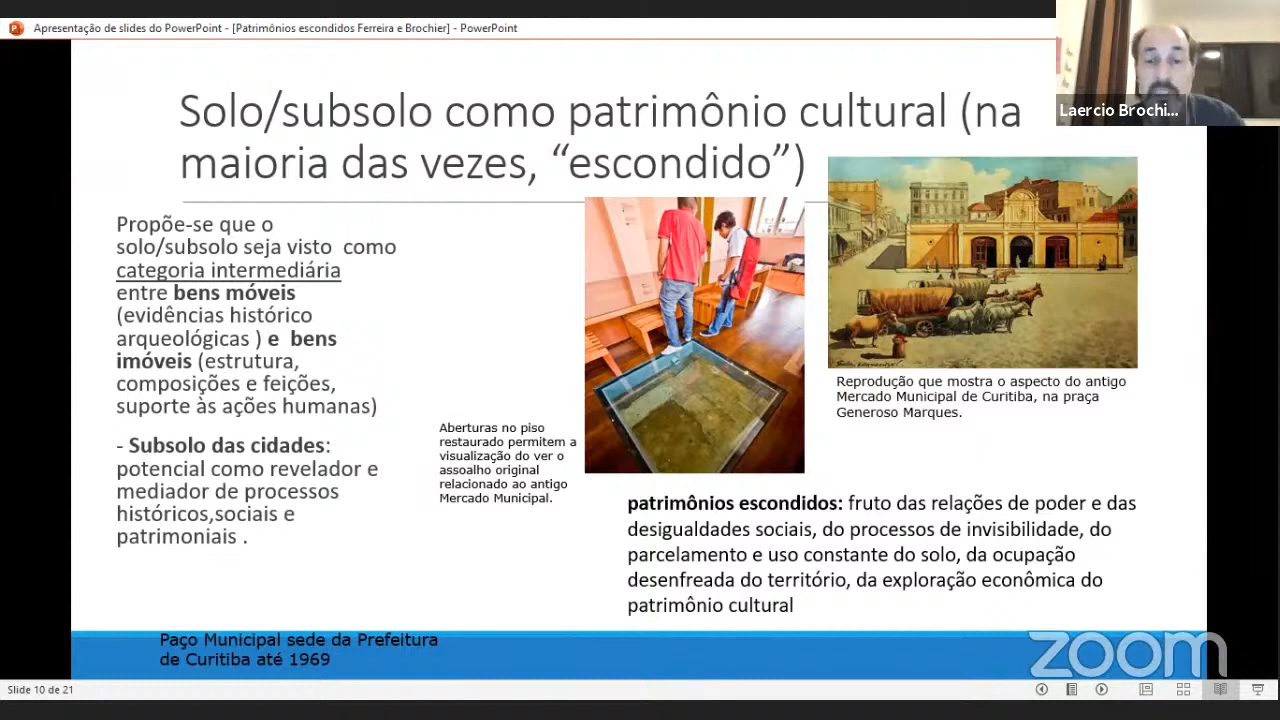 Apresentação de slides do PowerPoint - [Patrimônios escondidos Ferreira e Brochier] - PowerPoint
Laercio Brochi...
Solo/subsolo como patrimônio cultural (na
maioria das vezes, “escondido”)
Propõe-se que o
solo/subsolo seja visto como
categoria intermediária
entre bens móveis
(evidências histórico
arqueológicas ) e bens
imóveis (estrutura,
composições e feições,
suporte às ações humanas)
- Subsolo das cidades:
potencial como revelador e
mediador de processos
históricos,sociais e
patrimoniais .
Aberturas no piso
restaurado permitem a
visualização do ver o
assoalho original
relacionado ao antigo
Mercado Municipal.
Reprodução que mostra o aspecto do antigo
Mercado Municipal de Curitiba, na praça
Generoso Marques.
patrimônios escondidos: fruto das relações de poder e das
desigualdades sociais, do processos de invisibilidade, do
parcelamento e uso constante do solo, da ocupação
desenfreada do território, da exploração econômica do
patrimônio cultural
Paço Municipal sede da Prefeitura
de Curitiba até 1969
zoom
Slide 10 de 21